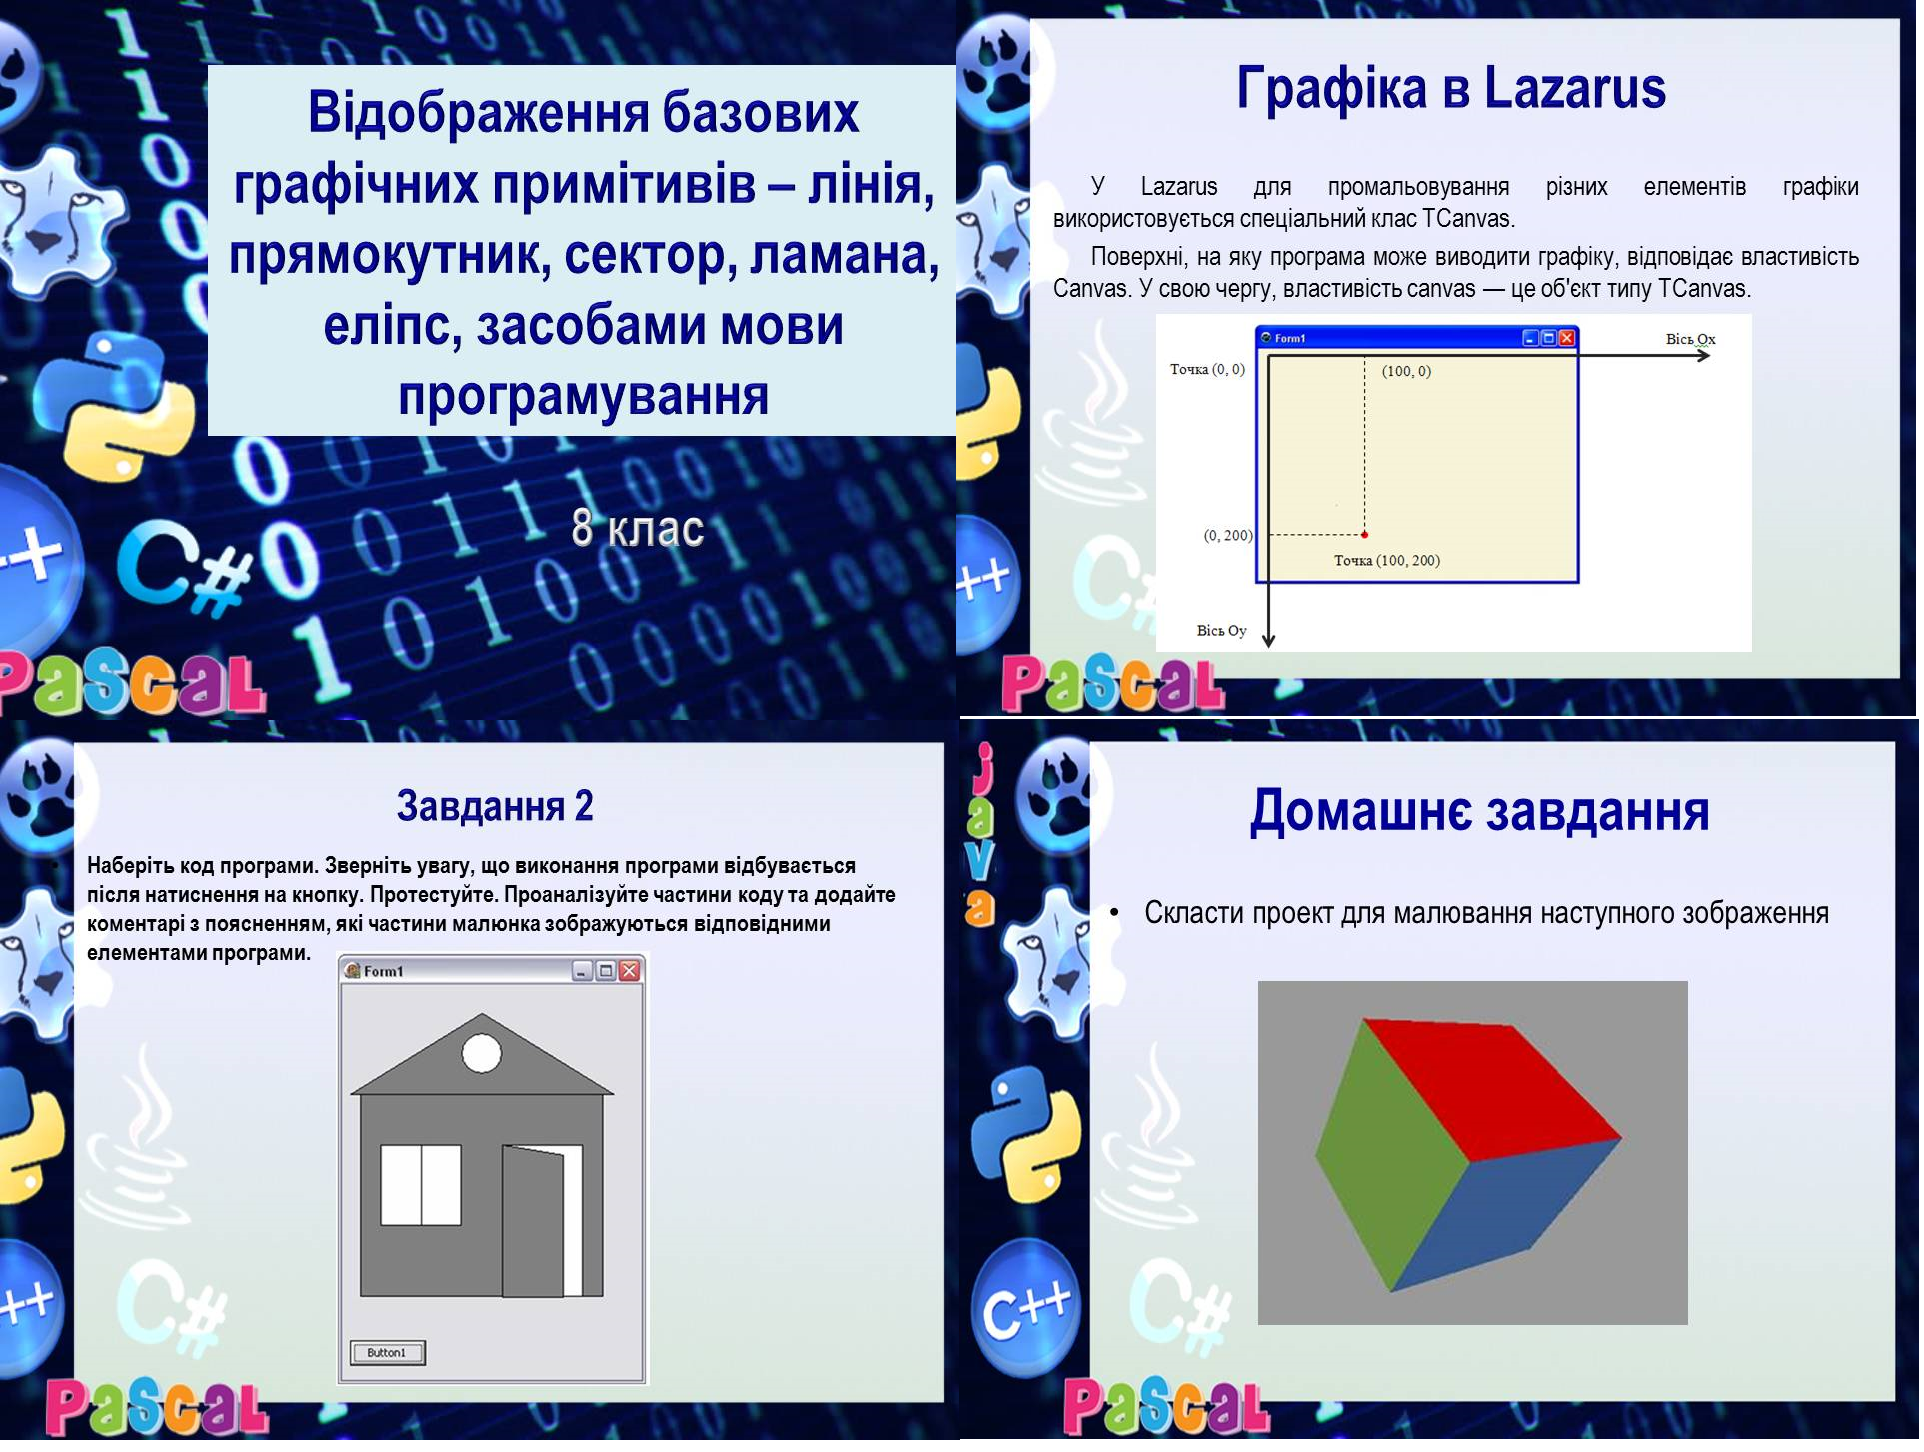 Відображення базових
графічних примітивів – лінія,
прямокутник, сектор, ламана,
еліпс, засобами мови
програмування
8 клас
++
C#
PASCAL
Графіка в Lazarus
У Lazarus для промальовування різних елементів графіки
використовується спеціальний клас TCanvas.
Поверхні, на яку програма може виводити графіку, відповідає властивість
Canvas. У свою чергу, властивість canvas — це об'єкт типу TCanvas.
Form1
Вісь Ox
Точка (0, 0)
(100, 0)
(0, 200)
Точка (100, 200)
Вісь Oy
++
C#
PASCAL
Завдання 2
Наберіть код програми. Зверніть увагу, що виконання програми відбувається
після натиснення на кнопку. Протестуйте. Проаналізуйте частини коду та додайте
коментарі з поясненням, які частини малюнка зображуються відповідними
елементами програми.
Form1
Button1
++
C#
PASCAL
java
Домашнє завдання
• Скласти проект для малювання наступного зображення
C++
C#
PASCAL